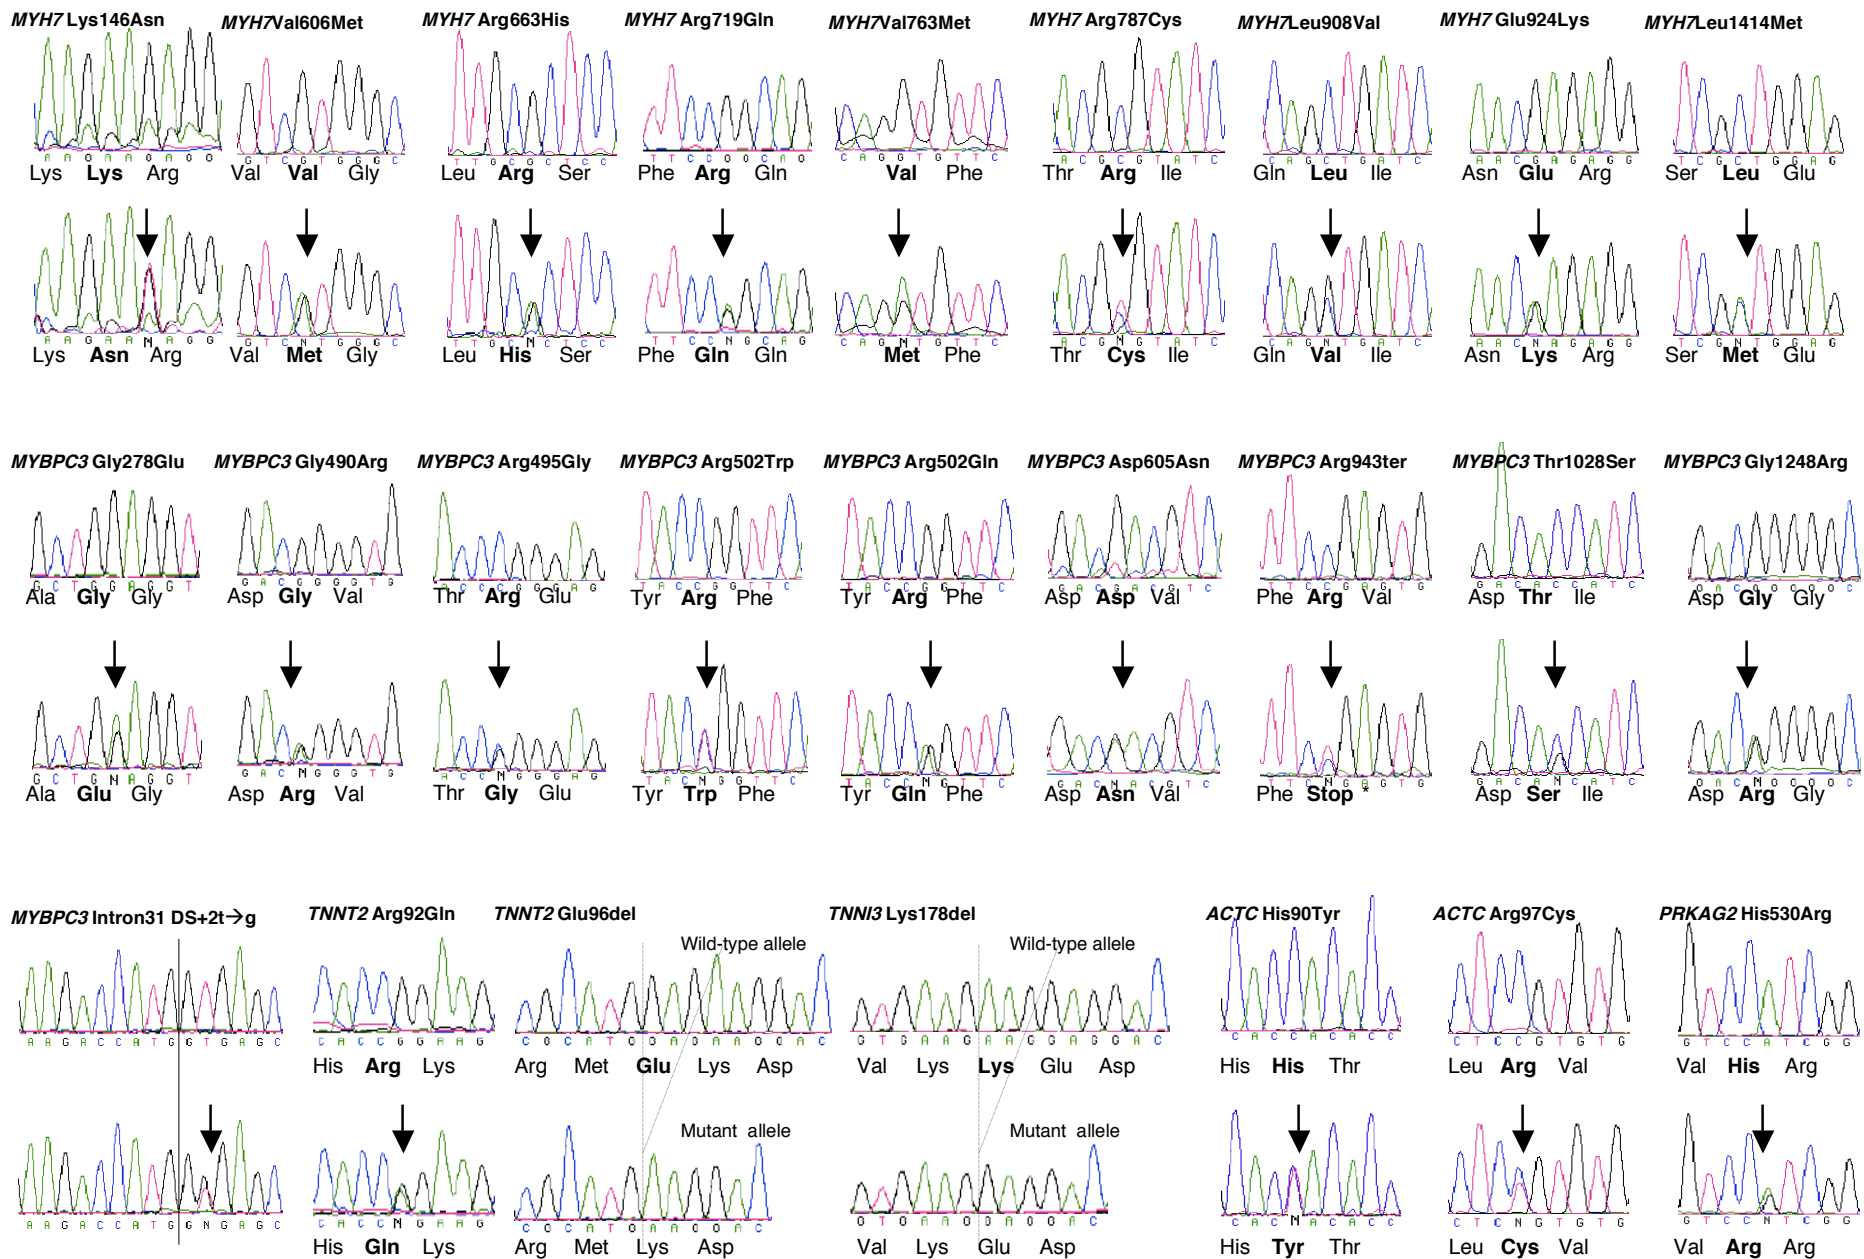 MYH7 Lys146Asn MYH7Val606Met MYH7 Arg663His MYH7 Arg719Gln MYH7Val763Met MYH7 Arg787Cys MYH7Leu908Val MYH7 Glu924Lys MYH7Leu1414Met
A A G A A G A G G G T C G T G G G C T T G C G C T C C T T C C G G C A G C A G G T G T T C A C G C G T A T C C A G C T G A T C A A C G A G A G G T C G C T G G A G
Lys Lys Arg Val Val Gly Leu Arg Ser Phe Arg Gln Val Phe Thr Arg Ile Gln Leu Ile Asn Glu Arg Ser Leu Glu
A A G A A N A G G G T C N T G G G C T T G C N C T C C T T C C N G C A A C A G N T G T T C A C G N G T A T C C A G N T G A T C A A C N A G A G G T C G N T G G A G
Lys Asn Arg Val Met Gly Leu His Ser Phe Gln Gln Met Phe Thr Cys Ile Gln Val Ile Asn Lys Arg Ser Met Glu
MYBPC3 Gly278Glu MYBPC3 Gly490Arg MYBPC3 Arg495Gly MYBPC3 Arg502Trp MYBPC3 Arg502Gln MYBPC3 Asp605Asn MYBPC3 Arg943ter MYBPC3 Thr1028Ser MYBPC3 Gly1248Arg
G C T G G A G G T G A C G G G G T G A C C C G G G A G T A C C G G T T C T A C C G G T T C G A C G A C G T C T T C C G A G T G G A C A C C A T C G A C G G G G G C
Ala Gly Gly Asp Gly Val Thr Arg Glu Tyr Arg Phe Tyr Arg Phe Asp Asp Val Phe Arg Val Asp Thr Ile Asp Gly Gly
G C T G N A G G T G A C N G G G T G A C C N G G G A G T A C N G G T T C T A C C N G T T C G A C N A C G T C T T C N G A G T G G A C A N C A T C G A C N G G G G C
Ala Glu Gly Asp Arg Val Thr Gly Glu Tyr Trp Phe Tyr Gln Phe Asp Asn Val Phe Stop * Asp Ser Ile Asp Arg Gly
MYBPC3 Intron31 DS+2t→g TNNT2 Arg92Gln TNNT2 Glu96del TNNI3 Lys178del ACTC His90Tyr ACTC Arg97Cys PRKAG2 His530Arg
Wild-type allele Wild-type allele
A A G A C C A T G G T G A G C C A C C G G A A G C G C A T G G A G A A G G A C G T G A A G A A G G A G G A C C A C C A C A C C C T C C G T G T G G T C C A T C G G
His Arg Lys Arg Met Glu Lys Asp Val Lys Lys Glu Asp His His Thr Leu Arg Val Val His Arg
Mutant allele Mutant allele
A A G A C C A T G G N G A G C C A C C N G A A G C G C A T G A A G G A C G T G A A G G A G G A C C A C N A C A C C C T C N G T G T G G T C C N T C G G
His Gln Lys Arg Met Lys Asp Val Lys Glu Asp His Tyr Thr Leu Cys Val Val Arg Arg